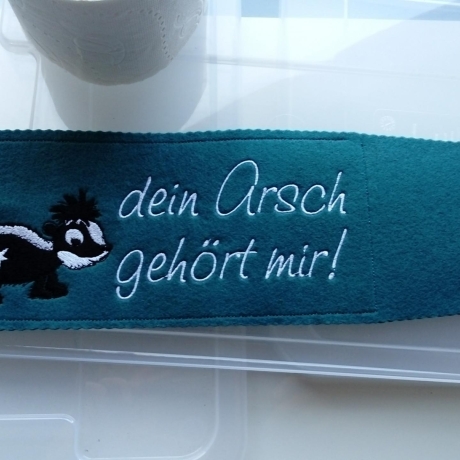 dein Arsch
gehört mir!